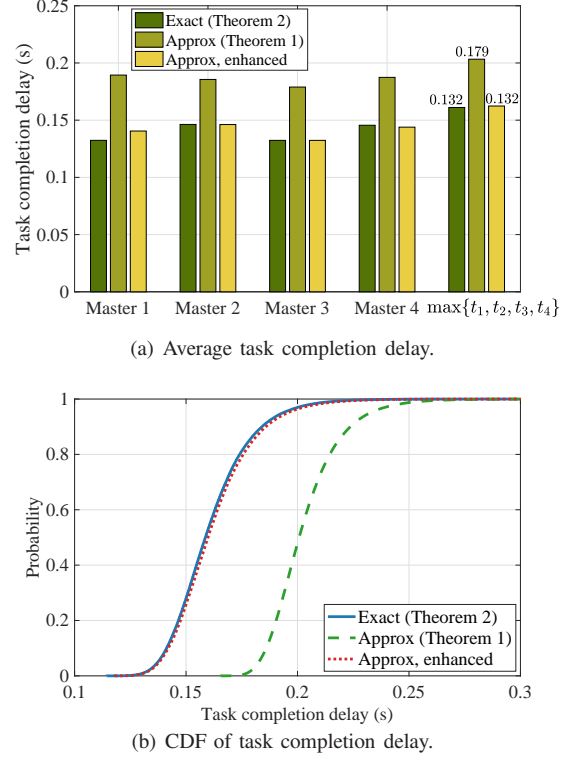 0.25
0.2
0.15
0.1
0.05
0
Task completion delay (s)
Exact (Theorem 2)
Approx (Theorem 1)
Approx, enhanced
0.132
0.179
0.132
Master 1
Master 2
Master 3
Master 4
max{t₁, t₂, t₃, t₄}
(a) Average task completion delay.
1
0.8
0.6
0.4
0.2
0
Probability
Exact (Theorem 2)
Approx (Theorem 1)
Approx, enhanced
0.1
0.15
0.2
0.25
0.3
Task completion delay (s)
(b) CDF of task completion delay.